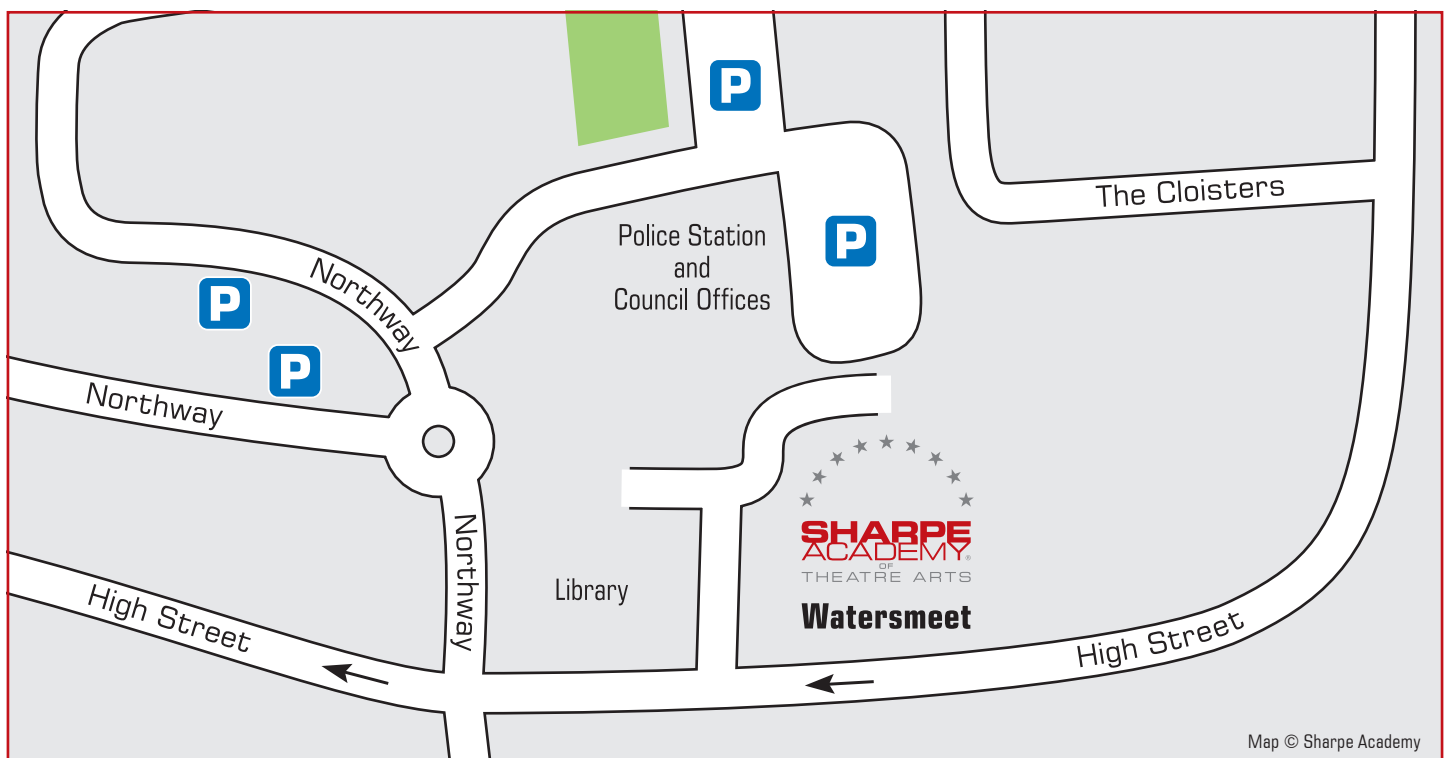 P
The Cloisters
P
Police Station
and
Council Offices
Northway
P
P
Northway
SHARPE
ACADEMY®
OF
THEATRE ARTS
Watersmeet
Northway
Library
High Street
High Street
Map © Sharpe Academy